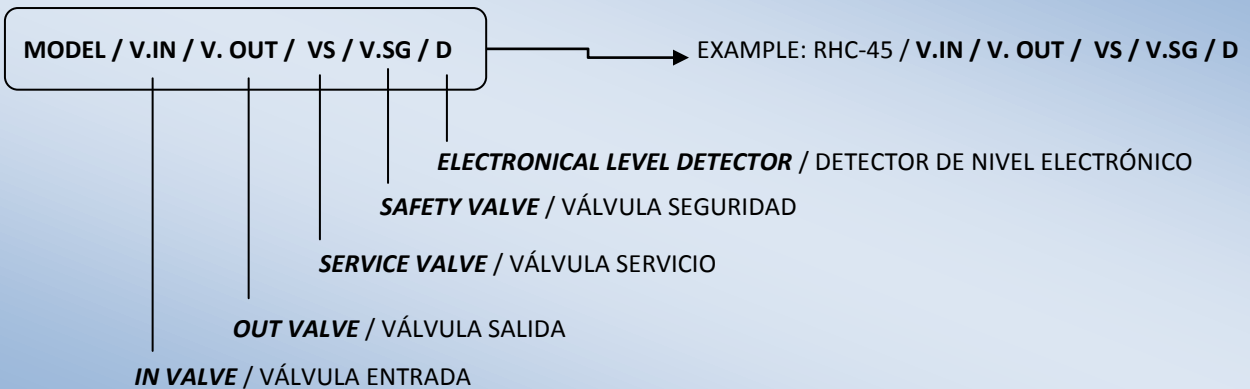 MODEL / V.IN / V. OUT / VS / V.SG / D
EXAMPLE: RHC-45 / V.IN / V. OUT / VS / V.SG / D
ELECTRONICAL LEVEL DETECTOR / DETECTOR DE NIVEL ELECTRÓNICO
SAFETY VALVE / VÁLVULA SEGURIDAD
SERVICE VALVE / VÁLVULA SERVICIO
OUT VALVE / VÁLVULA SALIDA
IN VALVE / VÁLVULA ENTRADA